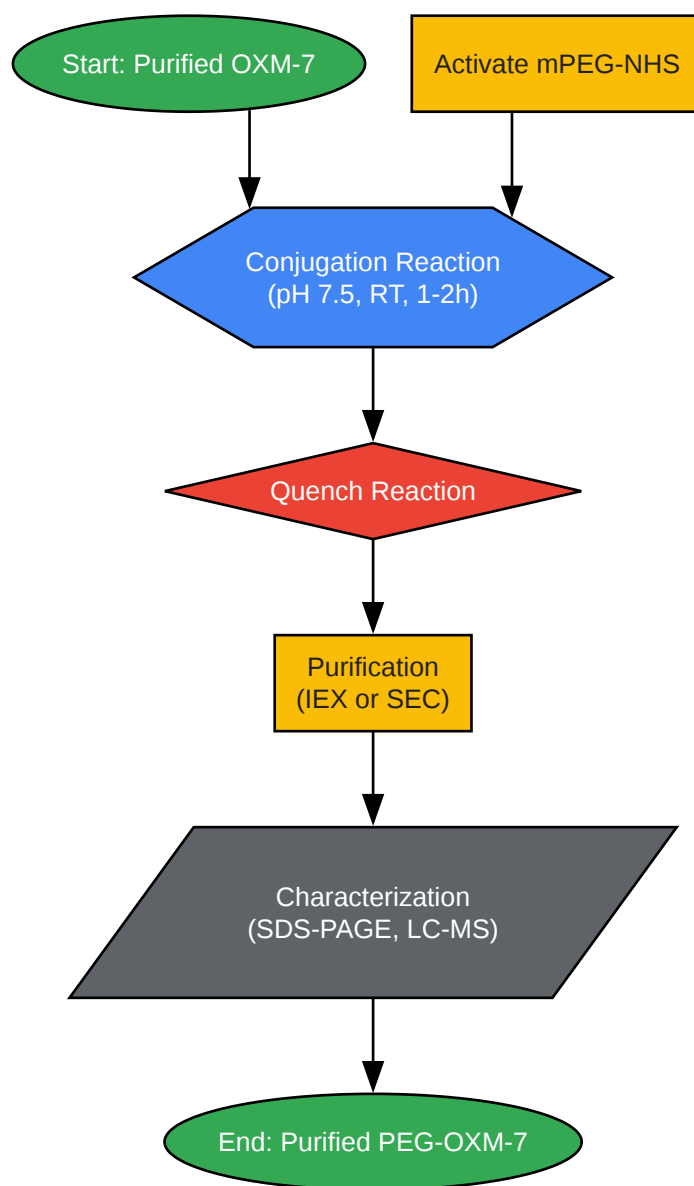 Start: Purified OXM-7
Activate mPEG-NHS
Conjugation Reaction
(pH 7.5, RT, 1-2h)
Quench Reaction
Purification
(IEX or SEC)
Characterization
(SDS-PAGE, LC-MS)
End: Purified PEG-OXM-7